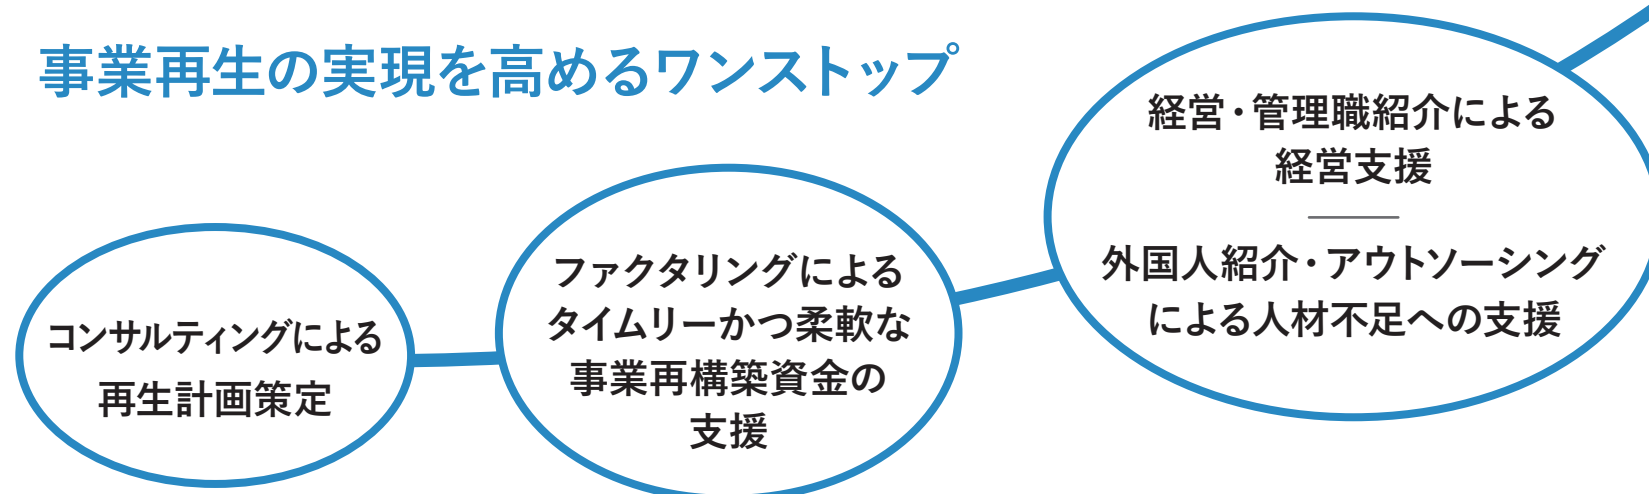 事業再生の実現を高めるワンストップ
コンサルティングによる
再生計画策定
ファクタリングによる
タイムリーかつ柔軟な
事業再構築資金の
支援
経営・管理職紹介による
経営支援
外国人紹介・アウトソーシング
による人材不足への支援